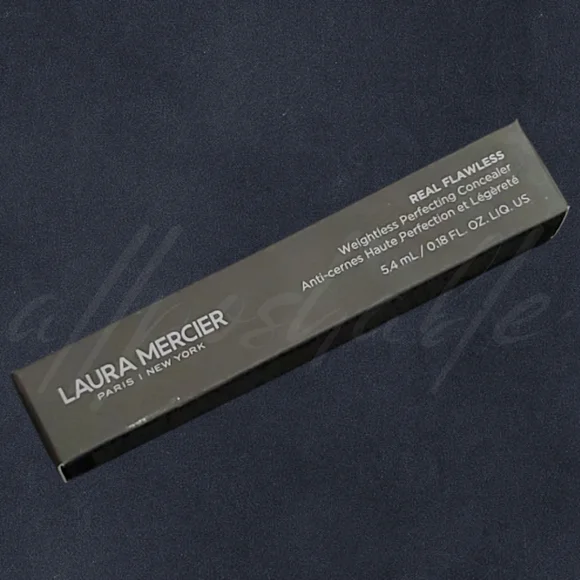 LAURA MERCIER
PARIS | NEW YORK
REAL FLAWLESS
Weightless Perfecting Concealer
Anti-cernes Haute Perfection et Légèreté
5.4 mL / 0.18 FL. OZ. LIQ. US